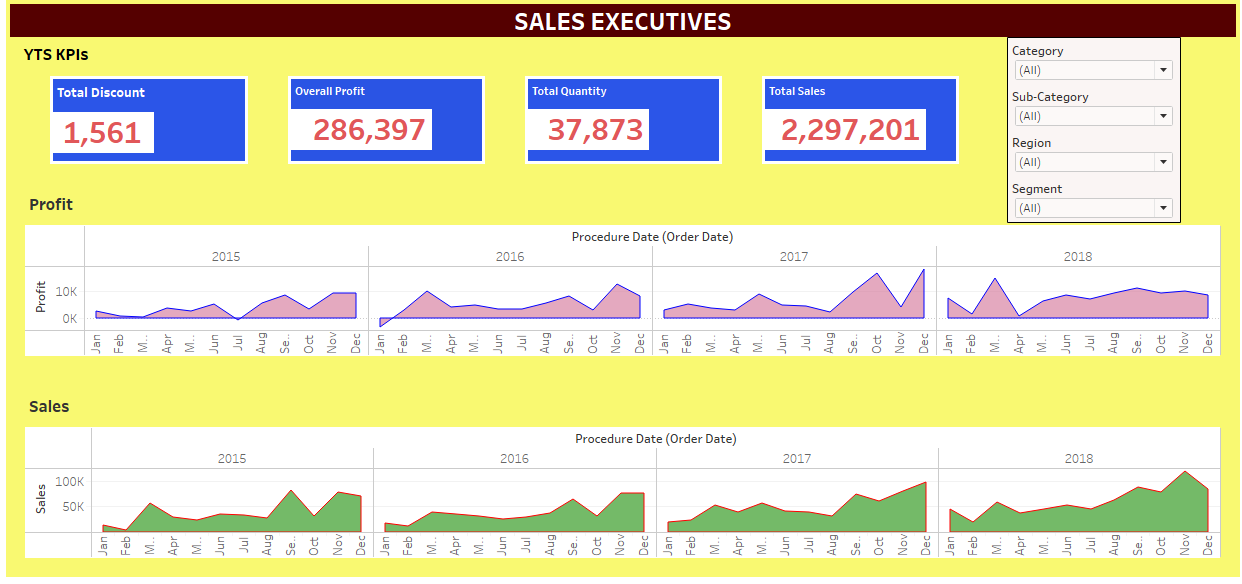 SALES EXECUTIVES
YTS KPIs
Total Discount
1,561
Overall Profit
286,397
Total Quantity
37,873
Total Sales
2,297,201
Category
(All)
Sub-Category
(All)
Region
(All)
Segment
(All)
Profit
Procedure Date (Order Date)
2015 2016 2017 2018
Profit
10K
0K
Jan Feb M.. Apr M.. Jun Jul Aug Se.. Oct Nov Dec Jan Feb M.. Apr M.. Jun Jul Aug Se.. Oct Nov Dec Jan Feb M.. Apr M.. Jun Jul Aug Se.. Oct Nov Dec Jan Feb M.. Apr M.. Jun Jul Aug Se.. Oct Nov Dec
Sales
Procedure Date (Order Date)
2015 2016 2017 2018
Sales
100K
50K
Jan Feb M.. Apr M.. Jun Jul Aug Se.. Oct Nov Dec Jan Feb M.. Apr M.. Jun Jul Aug Se.. Oct Nov Dec Jan Feb M.. Apr M.. Jun Jul Aug Se.. Oct Nov Dec Jan Feb M.. Apr M.. Jun Jul Aug Se.. Oct Nov Dec